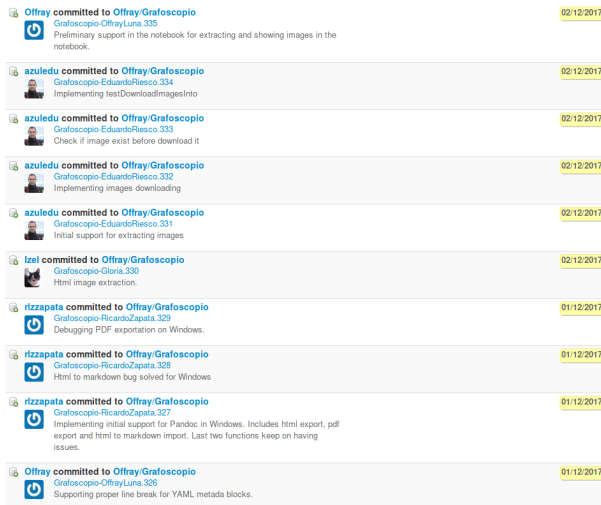 Offray committed to Offray/Grafoscopio 02/12/2017
Grafoscopio-OffrayLuna.335
Preliminary support in the notebook for extracting and showing images in the
notebook.
azuledu committed to Offray/Grafoscopio 02/12/2017
Grafoscopio-EduardoRiesco.334
Implementing testDownloadImagesInto
azuledu committed to Offray/Grafoscopio 02/12/2017
Grafoscopio-EduardoRiesco.333
Check if image exist before download it
azuledu committed to Offray/Grafoscopio 02/12/2017
Grafoscopio-EduardoRiesco.332
Implementing images downloading
azuledu committed to Offray/Grafoscopio 02/12/2017
Grafoscopio-EduardoRiesco.331
Initial support for extracting images
Izel committed to Offray/Grafoscopio 02/12/2017
Grafoscopio-Gloria.330
Html image extraction.
rlzzapata committed to Offray/Grafoscopio 01/12/2017
Grafoscopio-RicardoZapata.329
Debugging PDF exportation on Windows.
rlzzapata committed to Offray/Grafoscopio 01/12/2017
Grafoscopio-RicardoZapata.328
Html to markdown bug solved for Windows
rlzzapata committed to Offray/Grafoscopio 01/12/2017
Grafoscopio-RicardoZapata.327
Implementing initial support for Pandoc in Windows. Includes html export, pdf
export and html to markdown import. Last two functions keep on having
issues.
Offray committed to Offray/Grafoscopio 01/12/2017
Grafoscopio-OffrayLuna.326
Supporting proper line break for YAML metada blocks.